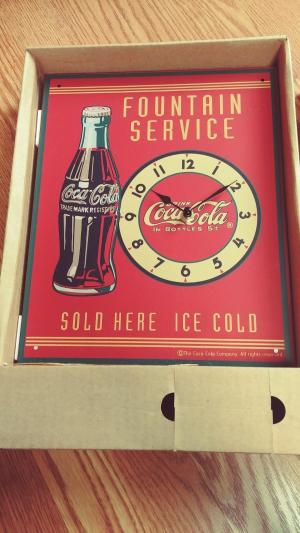 FOUNTAIN
SERVICE
Coca-Cola
TRADE MARK REGISTERED
12
1
2
3
4
5
6
7
8
9
10
11
DRINK
Coca-Cola
®
IN BOTTLES 5¢
SOLD HERE ICE COLD
©The Coca-Cola Company. All rights reserved